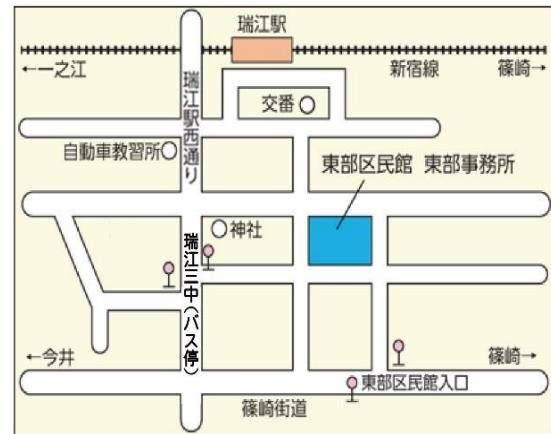 瑞江駅
←一之江
新宿線
篠崎→
瑞江駅西通り
交番
自動車教習所
東部区民館 東部事務所
神社
瑞江三中(バス停)
←今井
篠崎→
東部区民館入口
篠崎街道